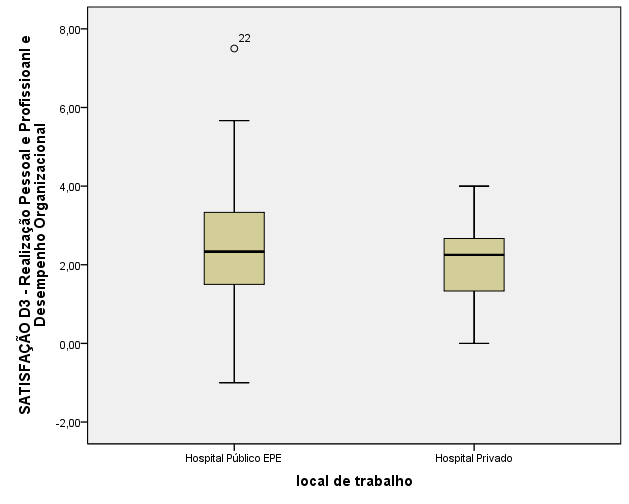 SATISFAÇÃO D3 - Realização Pessoal e Profissioanl e
Desempenho Organizacional
8,00
6,00
4,00
2,00
0,00
-2,00
22
Hospital Público EPE
Hospital Privado
local de trabalho